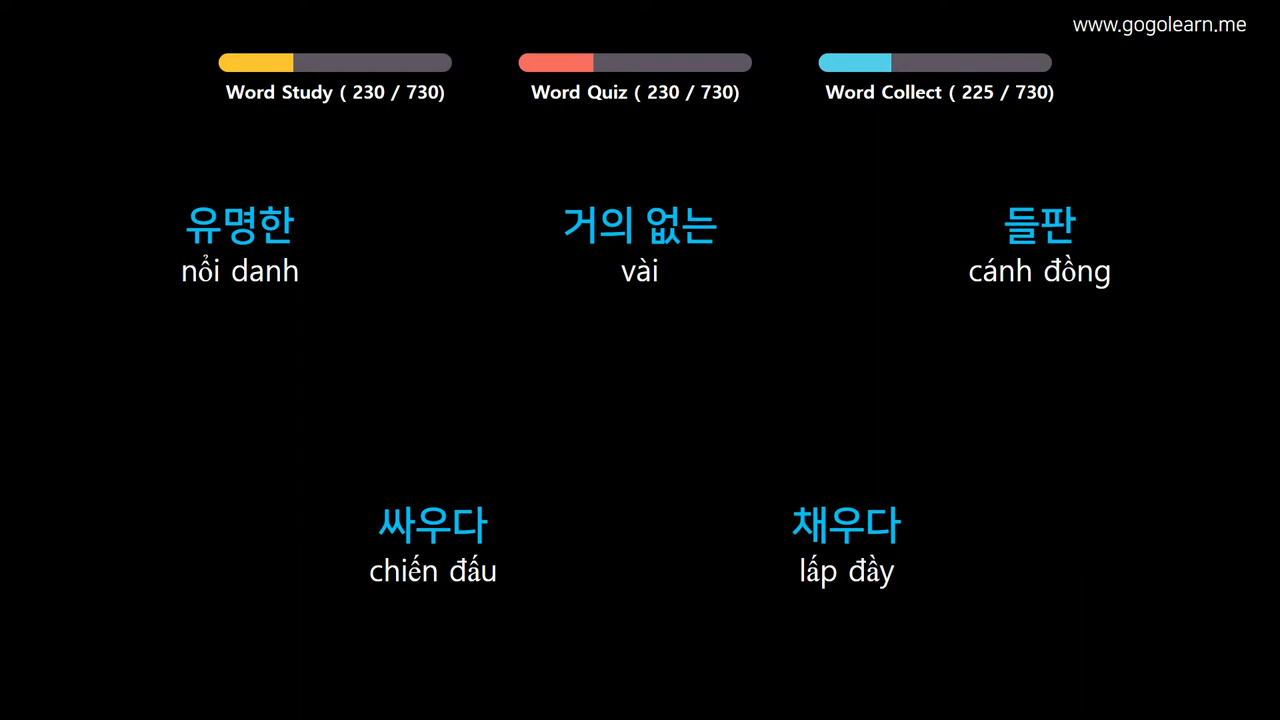 www.gogolearn.me
Word Study ( 230 / 730)
Word Quiz ( 230 / 730)
Word Collect ( 225 / 730)
유명한
nổi danh
거의 없는
vài
들판
cánh đồng
싸우다
chiến đấu
채우다
lấp đầy